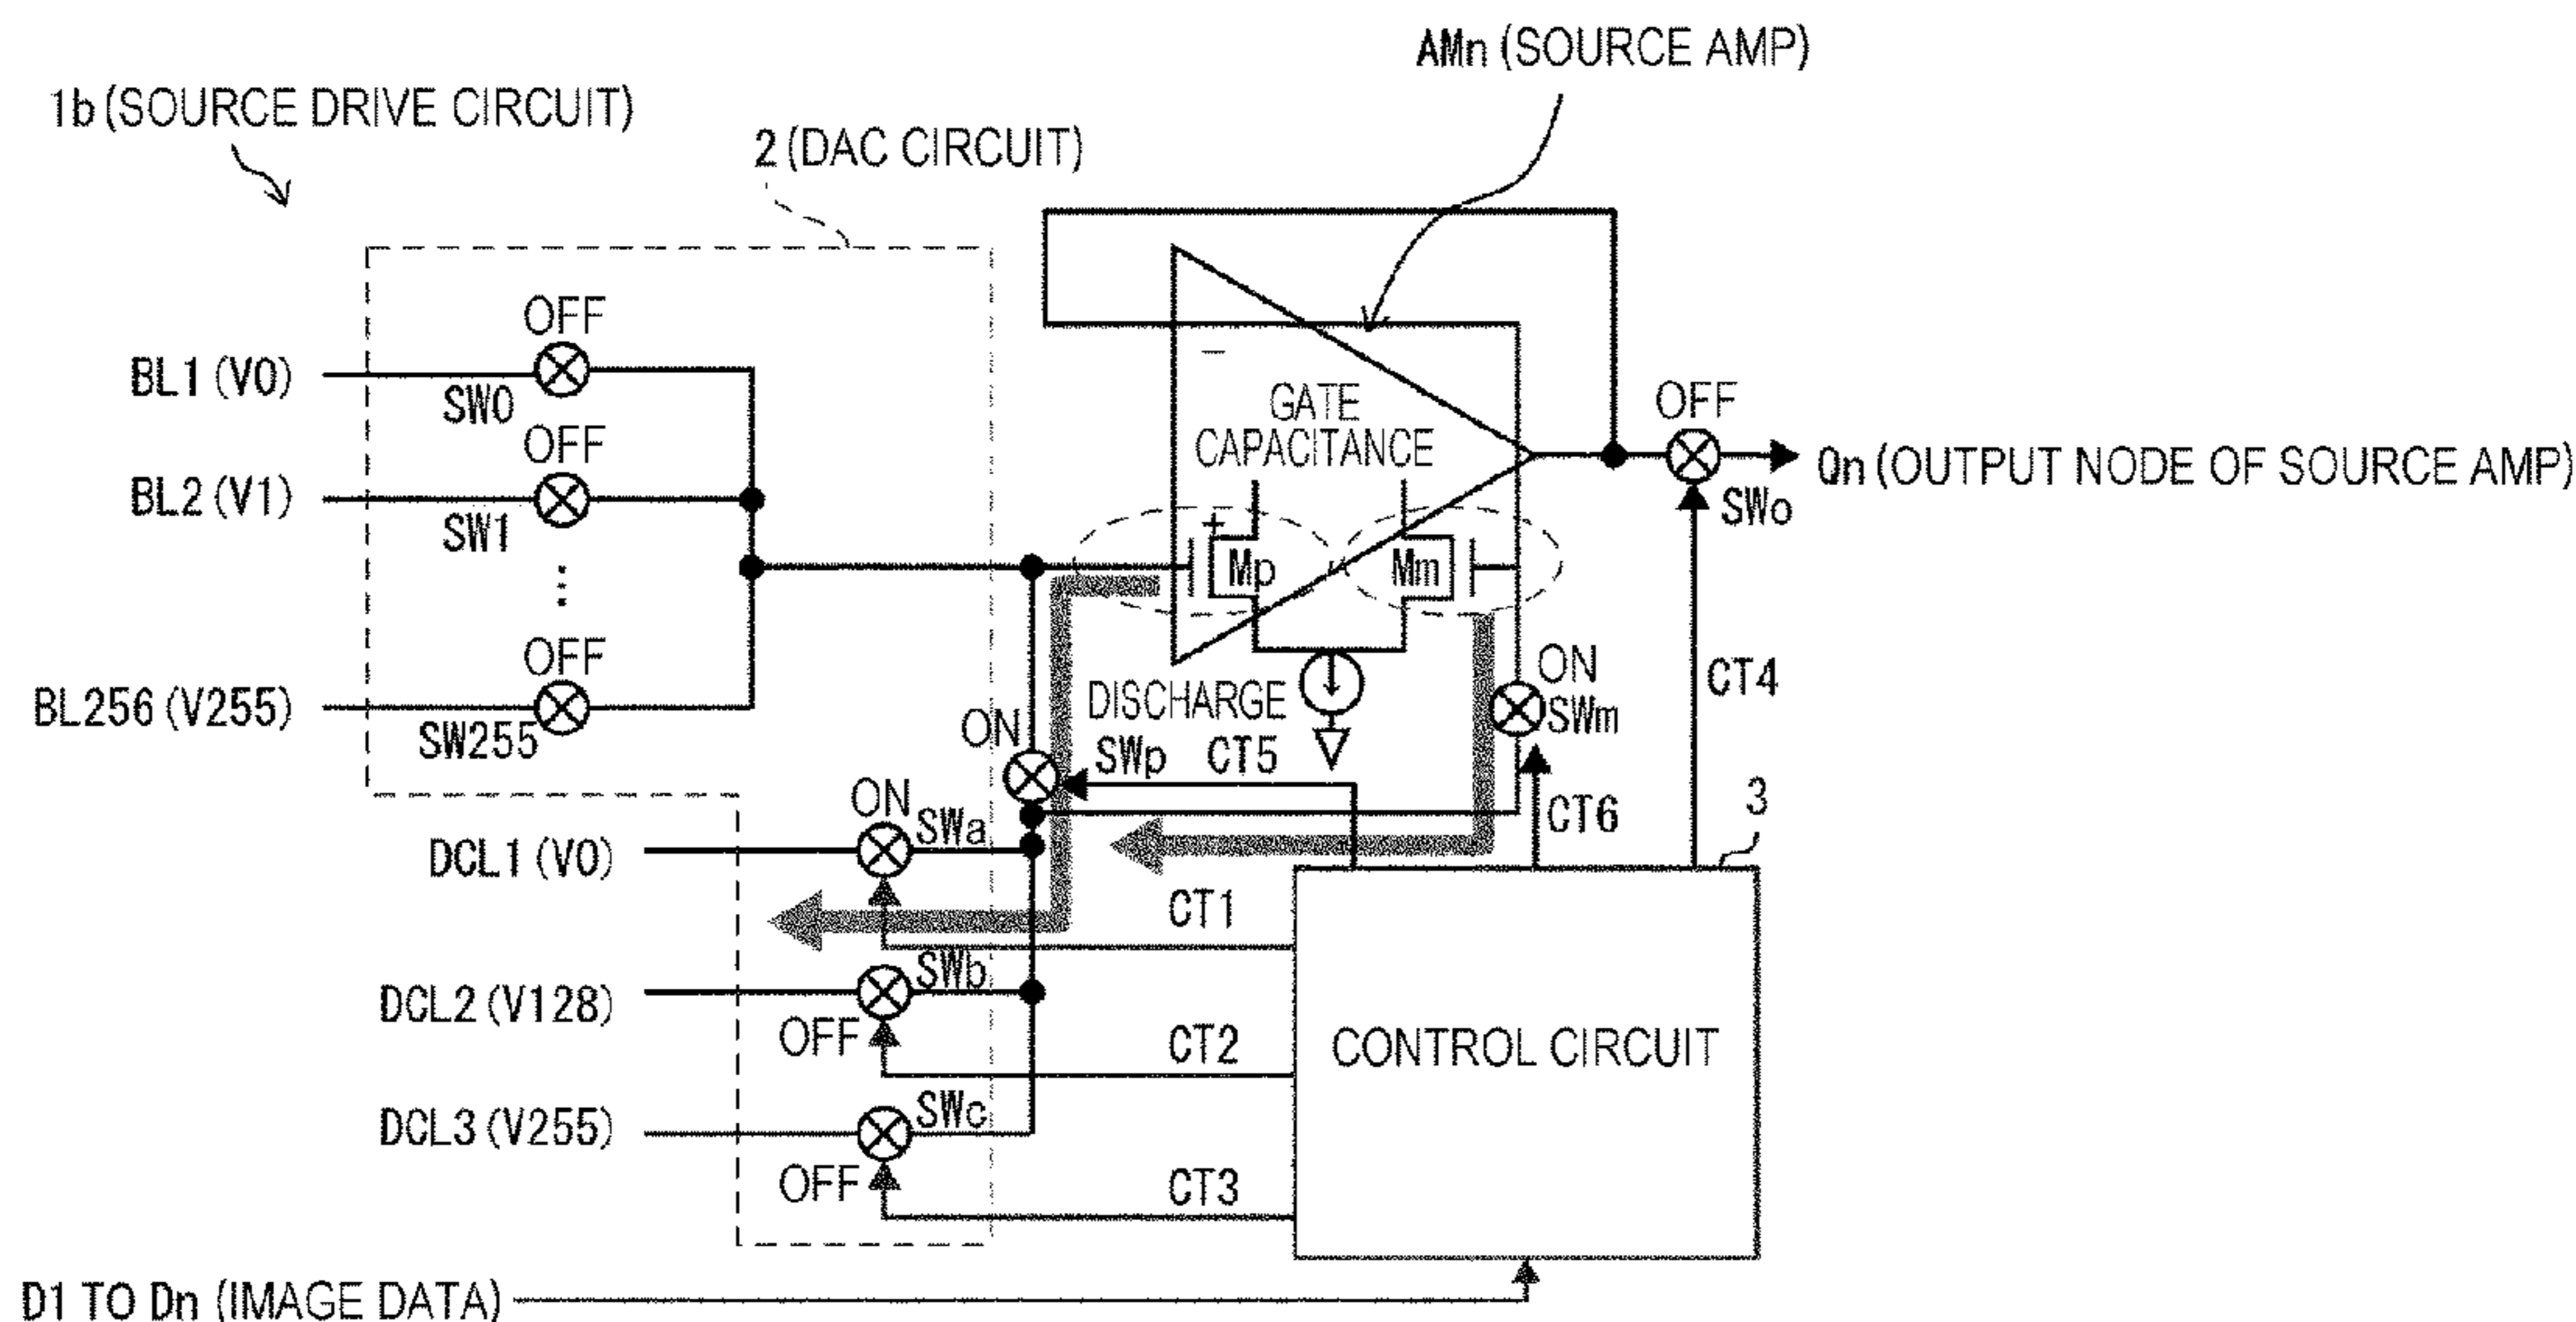 AMn (SOURCE AMP)
1b (SOURCE DRIVE CIRCUIT)
2 (DAC CIRCUIT)
OFF
BL1 (V0)
SW0
OFF
BL2 (V1)
SW1
⋮
OFF
BL256 (V255)
SW255
−
GATE
CAPACITANCE
+
Mp
Mm
OFF
Qn (OUTPUT NODE OF SOURCE AMP)
SWo
ON
SWm
CT4
DISCHARGE
ON
SWp
CT5
CT6
3
ON
SWa
DCL1 (V0)
CT1
SWb
DCL2 (V128)
OFF
CT2
CONTROL CIRCUIT
SWc
DCL3 (V255)
OFF
CT3
D1 TO Dn (IMAGE DATA)